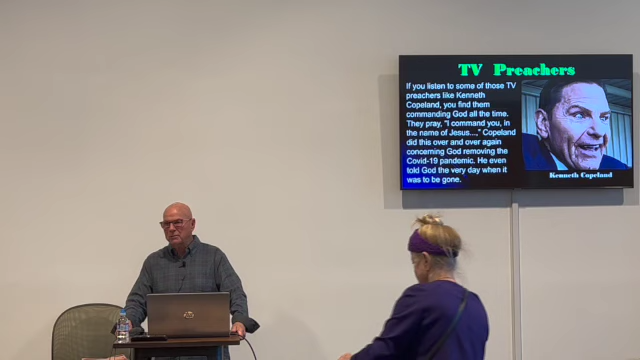 TV Preachers
If you listen to some of those TV
preachers like Kenneth
Copeland, you find them
commanding God all the time.
They pray, "I command you, in
the name of Jesus...," Copeland
did this over and over again
concerning God removing the
Covid-19 pandemic. He even
told God the very day when it
was to be gone.
Kenneth Copeland
hp